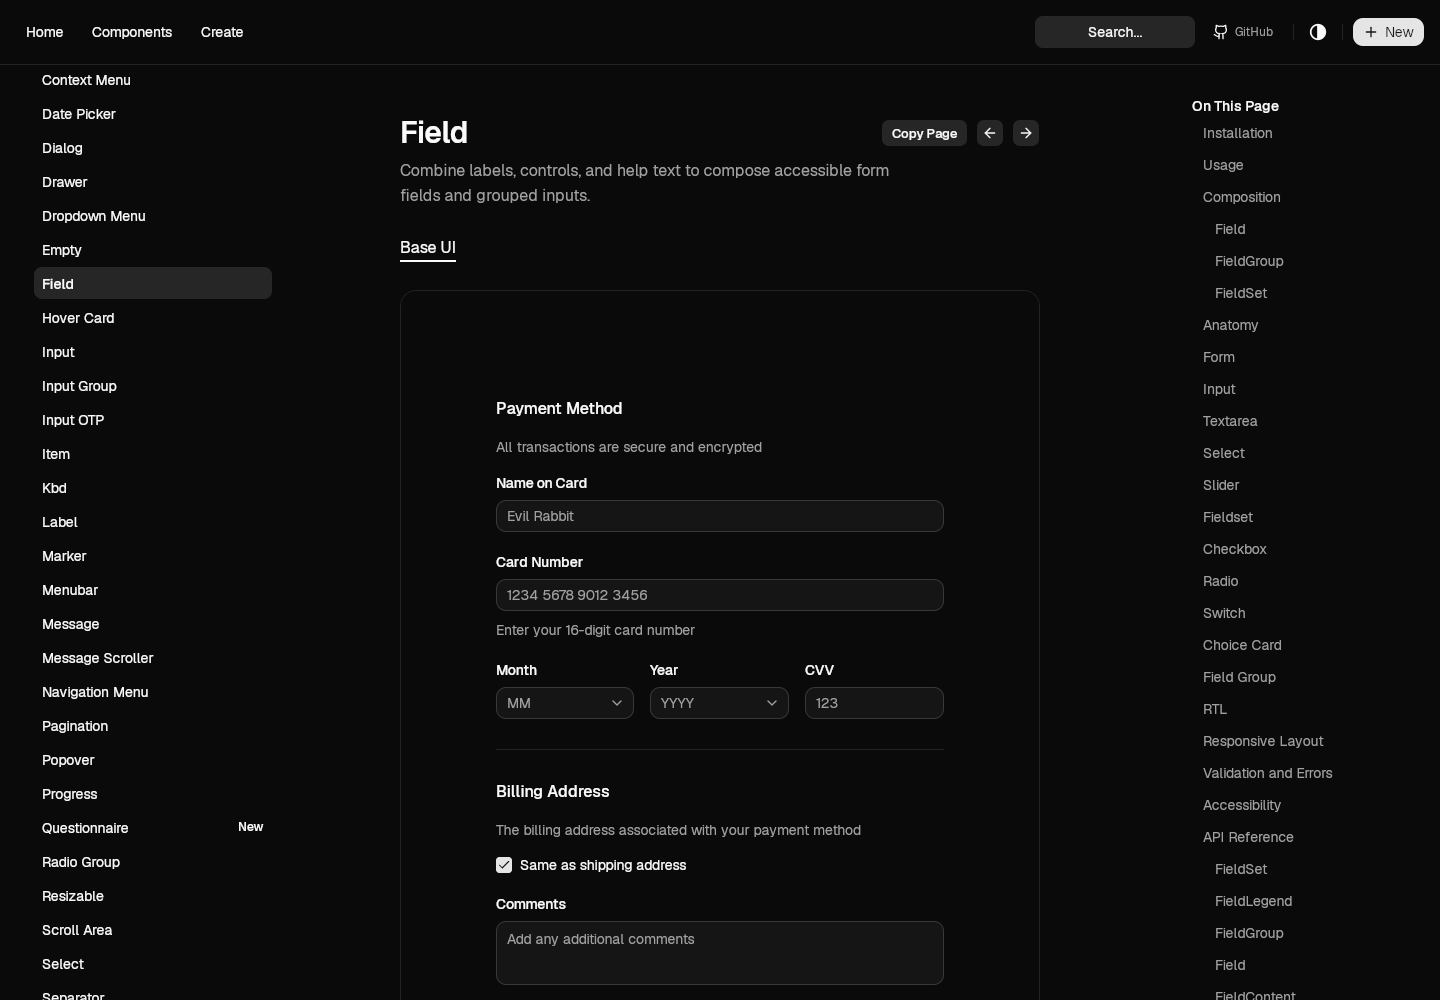 Home
Components
Create
Search...
GitHub
New
Context Menu
Date Picker
Dialog
Drawer
Dropdown Menu
Empty
Field
Hover Card
Input
Input Group
Input OTP
Item
Kbd
Label
Marker
Menubar
Message
Message Scroller
Navigation Menu
Pagination
Popover
Progress
Questionnaire New
Radio Group
Resizable
Scroll Area
Select
Separator
Field
Copy Page
Combine labels, controls, and help text to compose accessible form
fields and grouped inputs.
Base UI
Payment Method
All transactions are secure and encrypted
Name on Card
Evil Rabbit
Card Number
1234 5678 9012 3456
Enter your 16-digit card number
Month Year CVV
MM YYYY 123
Billing Address
The billing address associated with your payment method
Same as shipping address
Comments
Add any additional comments
On This Page
Installation
Usage
Composition
Field
FieldGroup
FieldSet
Anatomy
Form
Input
Textarea
Select
Slider
Fieldset
Checkbox
Radio
Switch
Choice Card
Field Group
RTL
Responsive Layout
Validation and Errors
Accessibility
API Reference
FieldSet
FieldLegend
FieldGroup
Field
FieldContent